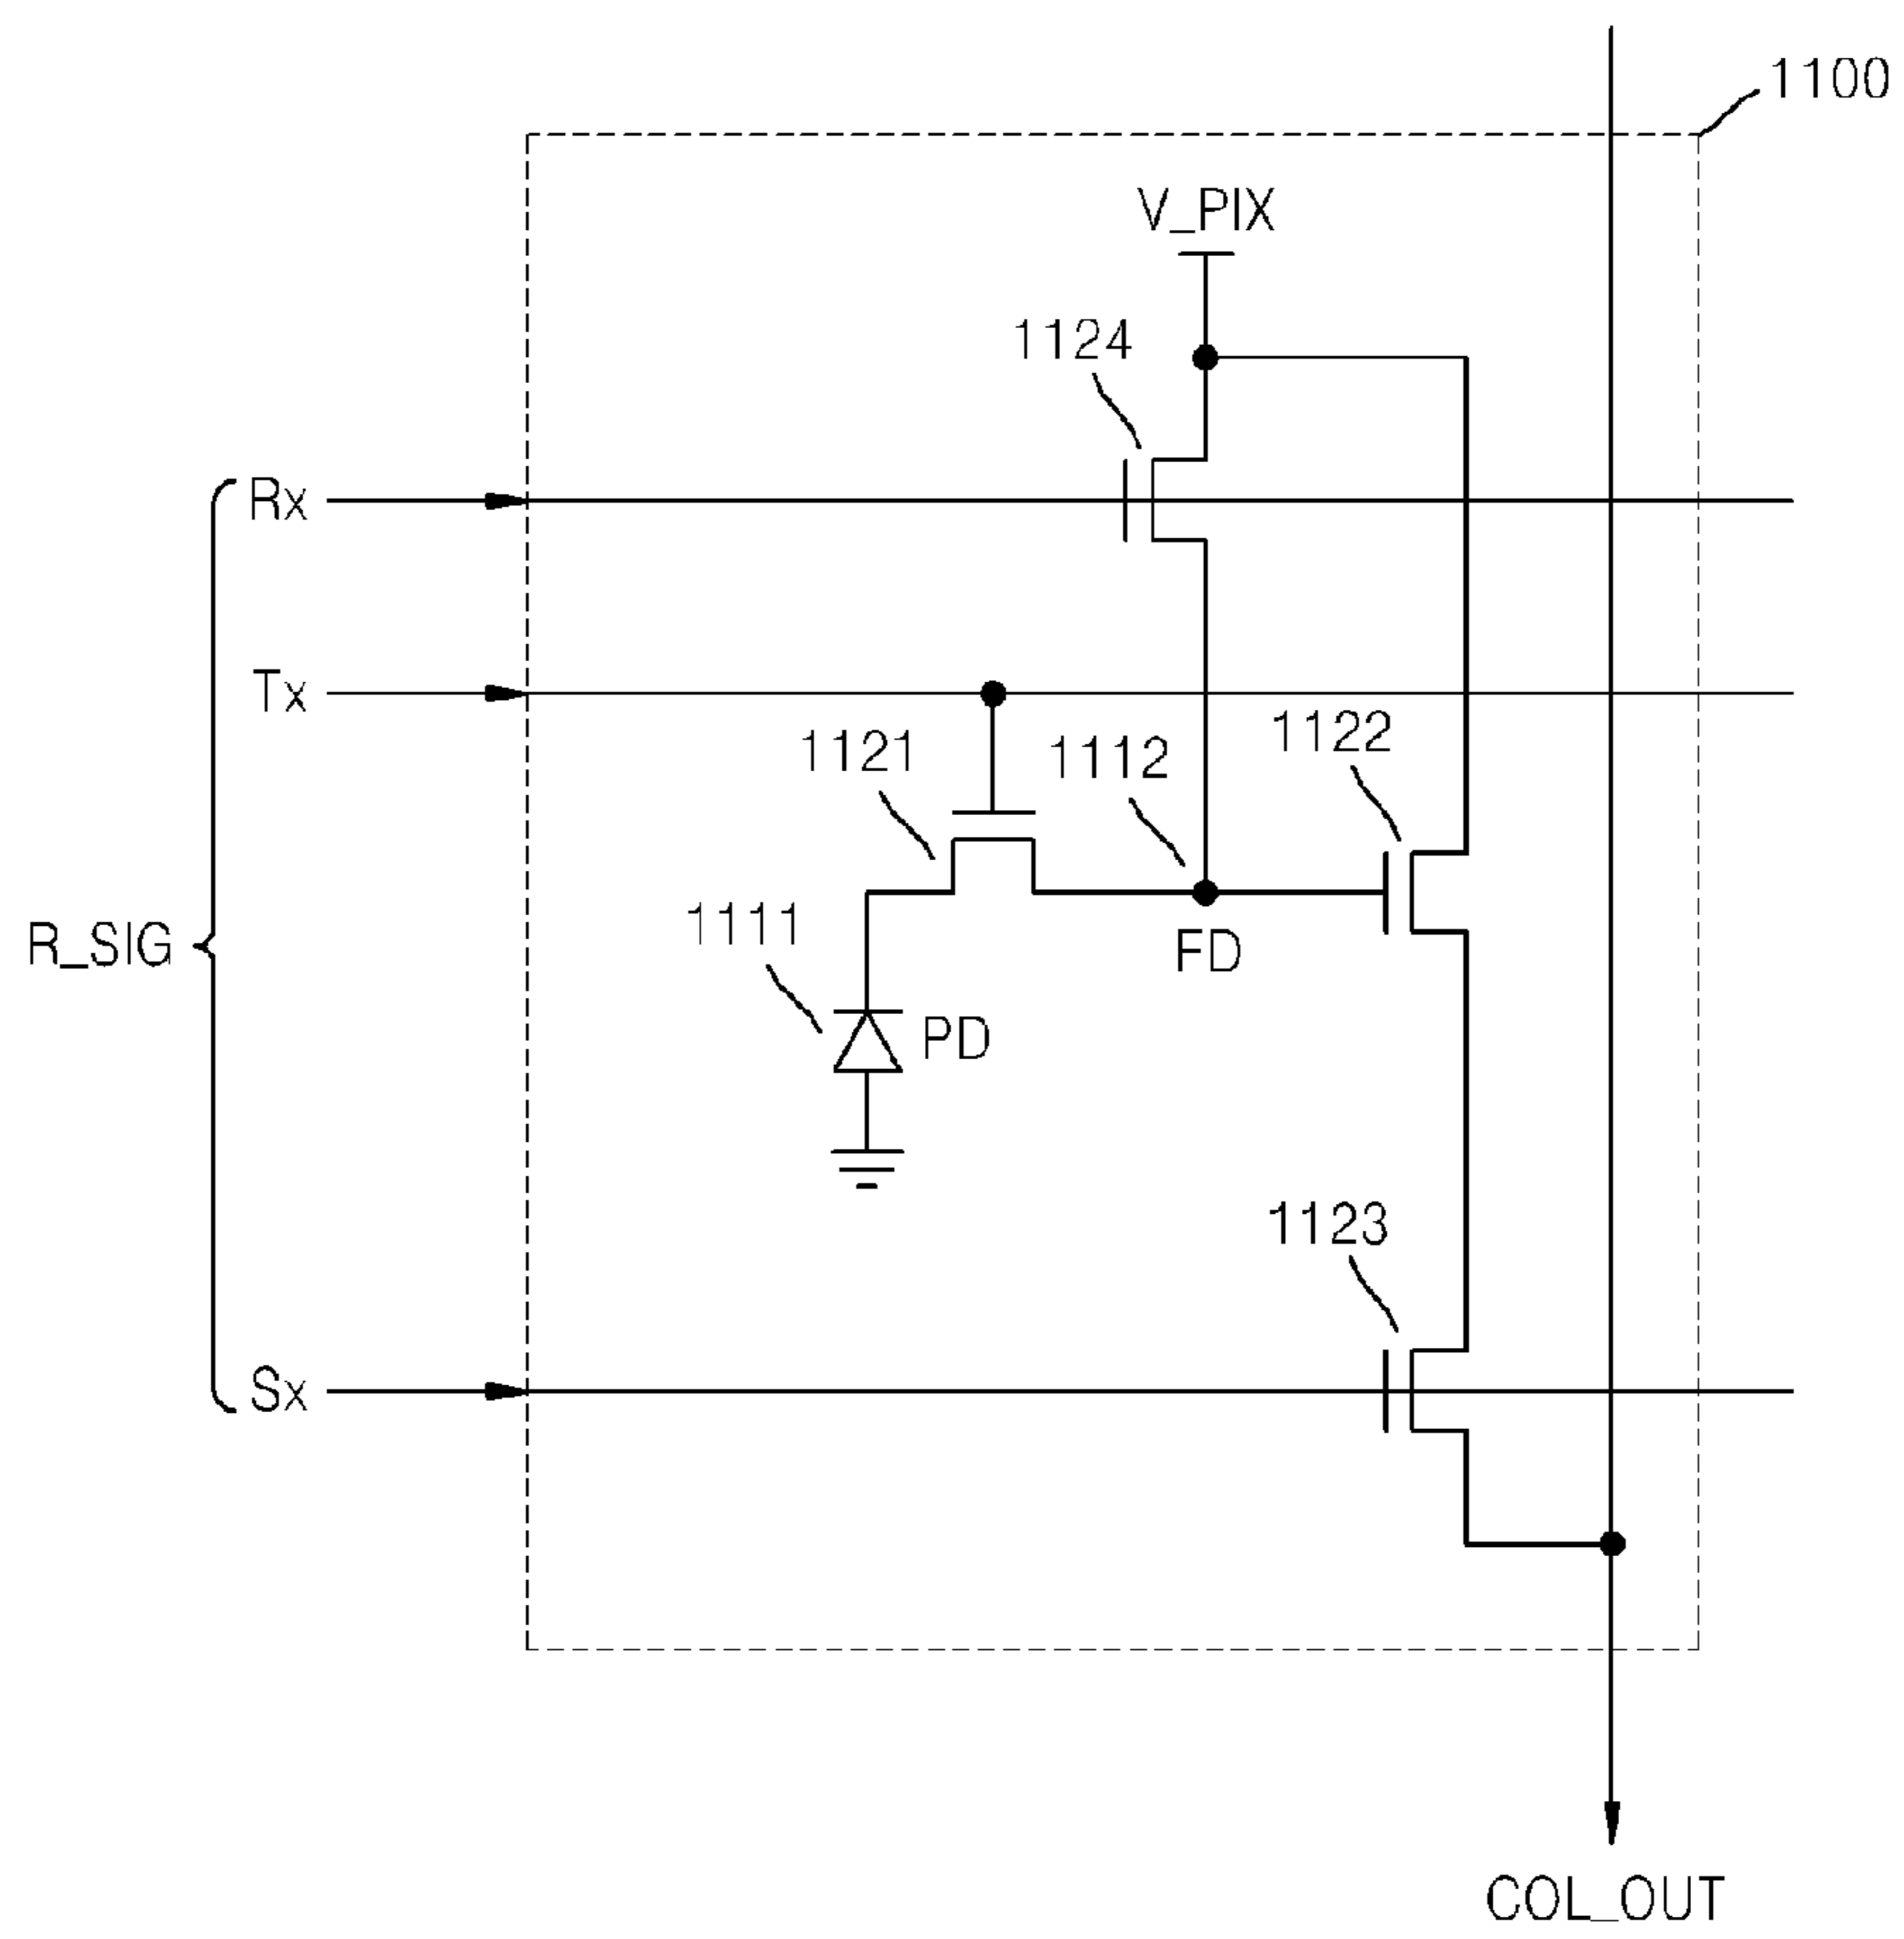 1100
V_PIX
1124
Rx
Tx
1121
1112
1122
1111
R_SIG
FD
PD
1123
Sx
COL_OUT